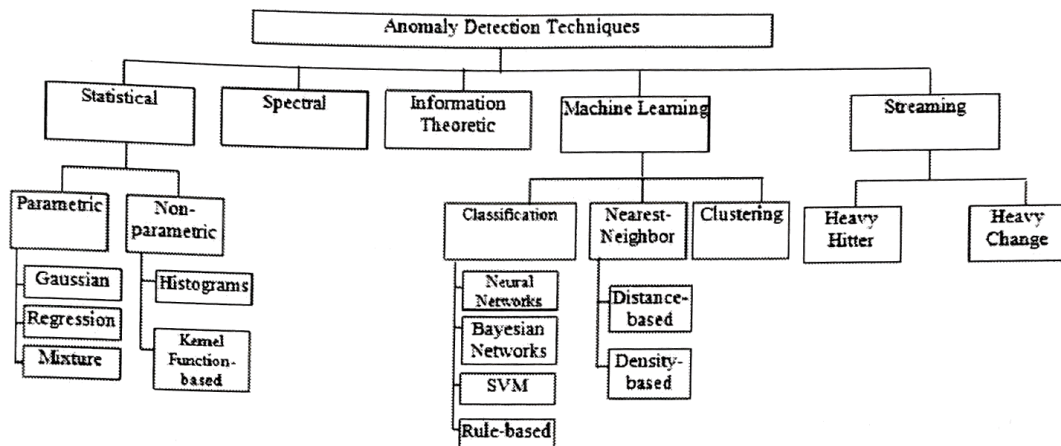 Anomaly Detection Techniques
Statistical
Spectral
Information
Theoretic
Machine Learning
Streaming
Parametric
Non-
parametric
Classification
Nearest-
Neighbor
Clustering
Heavy
Hitter
Heavy
Change
Gaussian
Regression
Mixture
Histograms
Kernel
Function-
based
Neural
Networks
Bayesian
Networks
SVM
Rule-based
Distance-
based
Density-
based